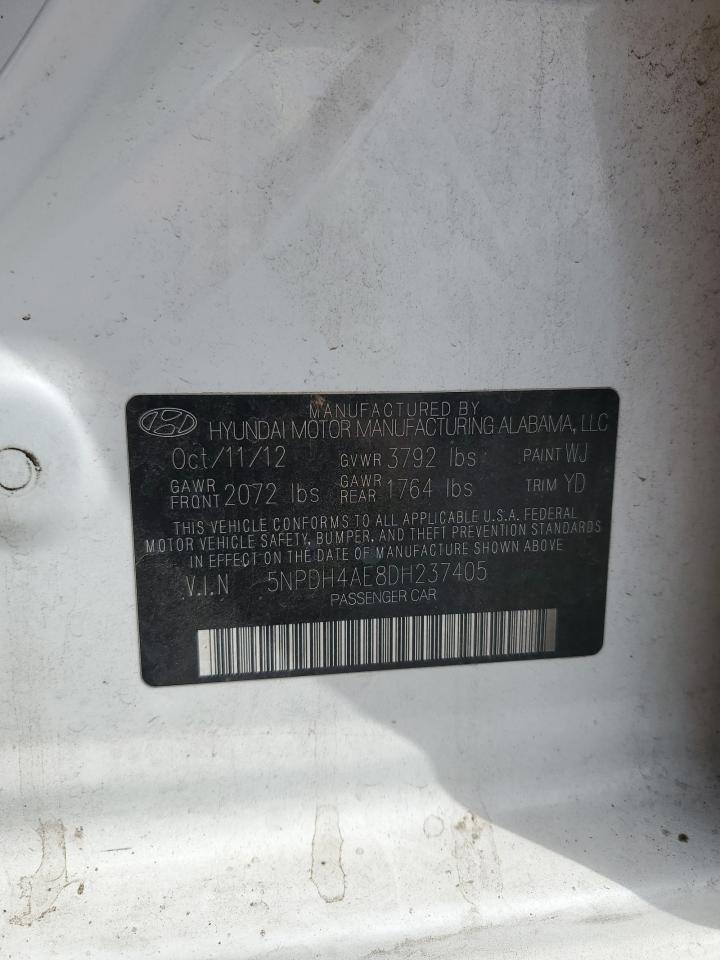 MANUFACTURED BY
HYUNDAI MOTOR MANUFACTURING ALABAMA, LLC
Oct/11/12 GVWR 3792 lbs PAINT WJ
GAWR FRONT 2072 lbs GAWR REAR 1764 lbs TRIM YD
THIS VEHICLE CONFORMS TO ALL APPLICABLE U.S.A. FEDERAL
MOTOR VEHICLE SAFETY, BUMPER, AND THEFT PREVENTION STANDARDS
IN EFFECT ON THE DATE OF MANUFACTURE SHOWN ABOVE
V.I.N 5NPDH4AE8DH237405
PASSENGER CAR